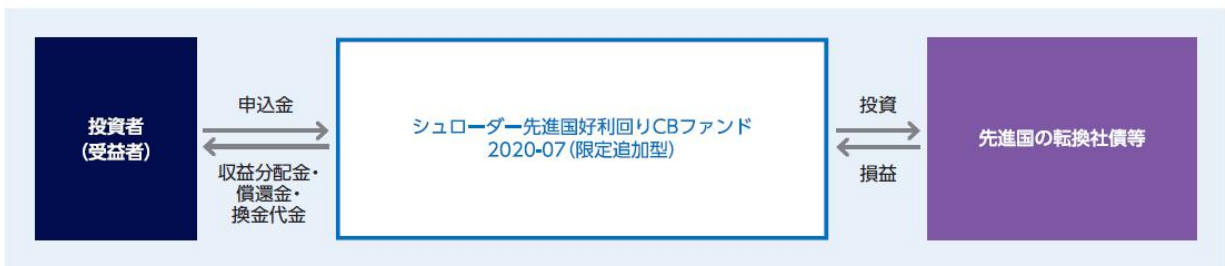 投資者
(受益者)
申込金
収益分配金・
償還金・
換金代金
シュローダー先進国好利回りCBファンド
2020-07(限定追加型)
投資
損益
先進国の転換社債等